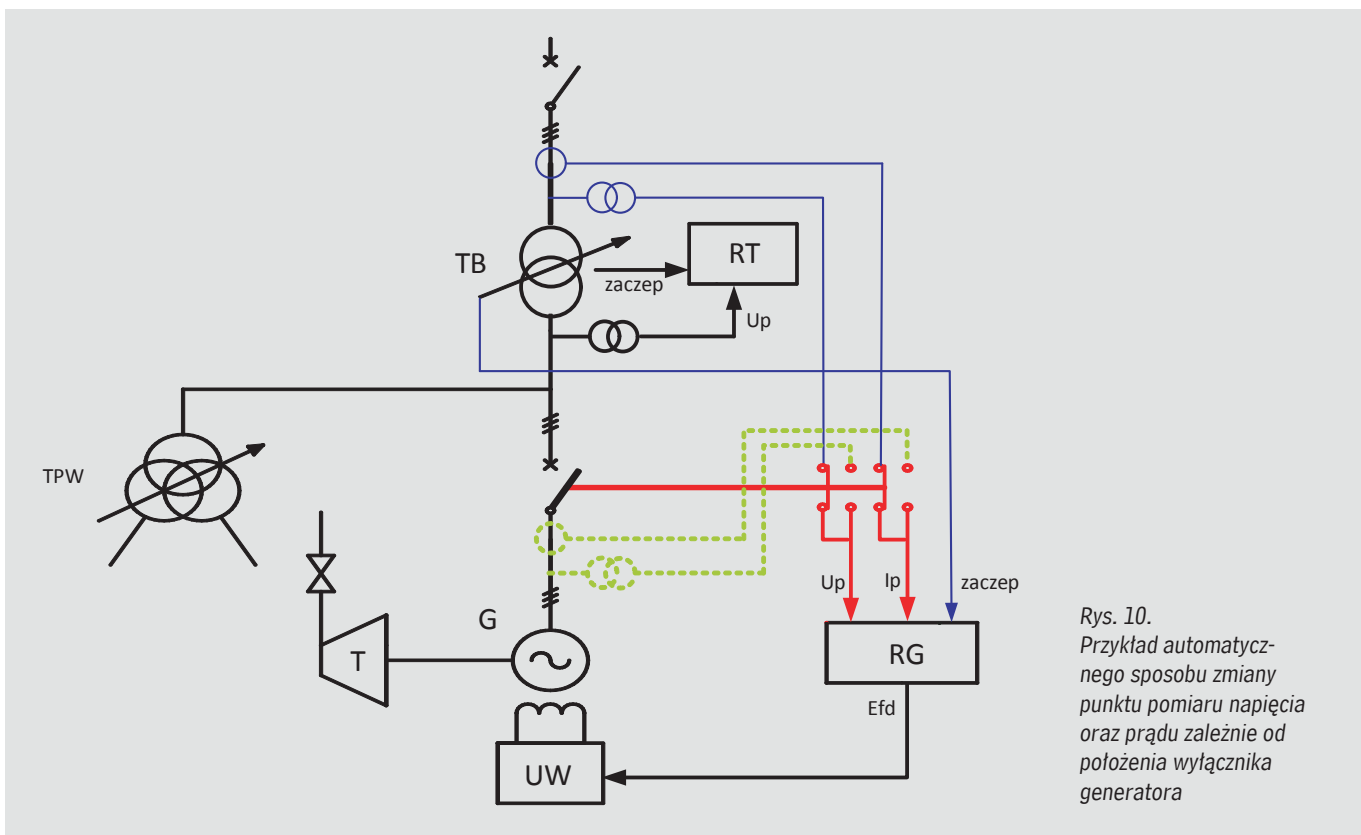 TB
RT
zaczep
Up
TPW
G
T
Up
Ip
zaczep
RG
Efd
UW
Rys. 10.
Przykład automatycz-
nego sposobu zmiany
punktu pomiaru napięcia
oraz prądu zależnie od
położenia wyłącznika
generatora